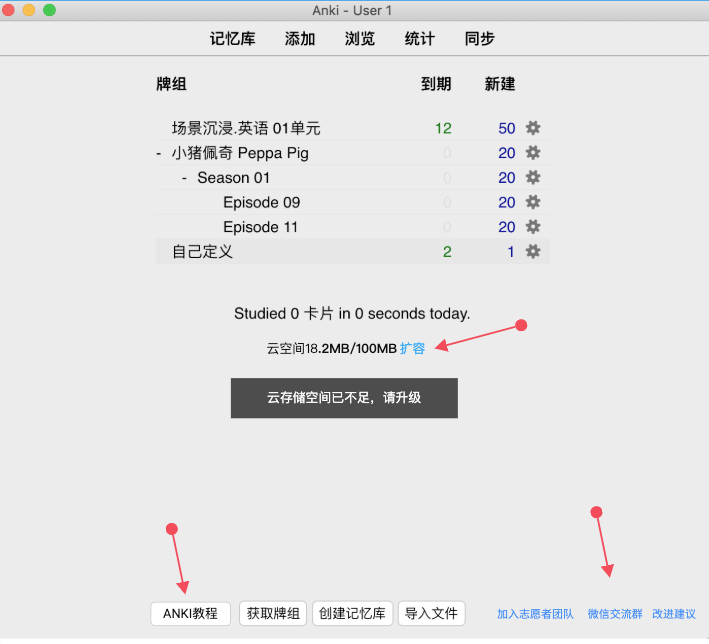 Anki - User 1
记忆库 添加 浏览 统计 同步
牌组 到期 新建
场景沉浸.英语 01单元 12 50
- 小猪佩奇 Peppa Pig 0 20
- Season 01 0 20
Episode 09 0 20
Episode 11 0 20
自己定义 2 1
Studied 0 卡片 in 0 seconds today.
云空间18.2MB/100MB 扩容
云存储空间已不足，请升级
ANKI教程 获取牌组 创建记忆库 导入文件 加入志愿者团队 微信交流群 改进建议